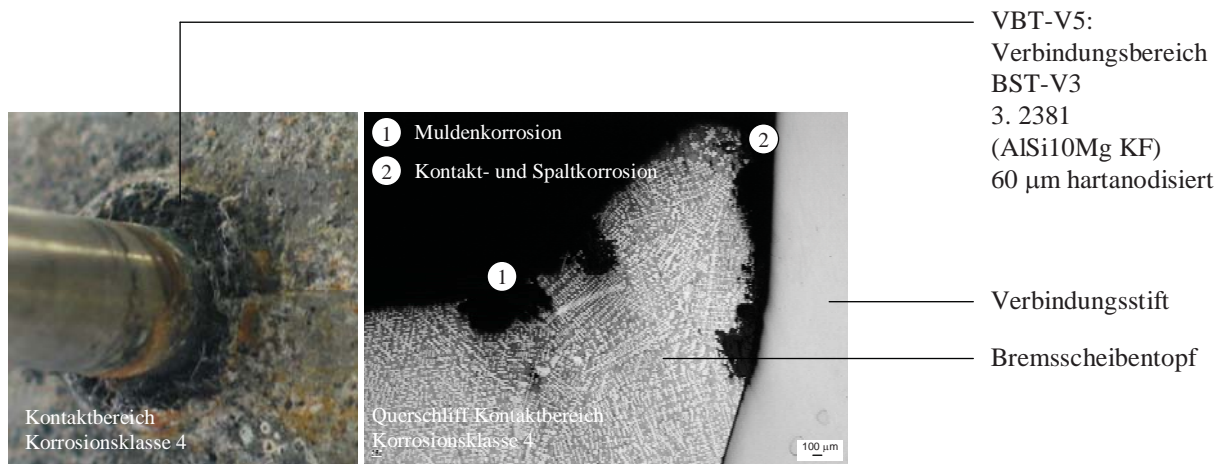 VBT-V5:
Verbindungsbereich
BST-V3
3. 2381
(AlSi10Mg KF)
60 µm hartanodisiert
1 Muldenkorrosion
2 Kontakt- und Spaltkorrosion
2
1
Verbindungsstift
Bremsscheibentopf
Kontaktbereich
Korrosionsklasse 4
Querschliff Kontaktbereich
Korrosionsklasse 4
100 µm